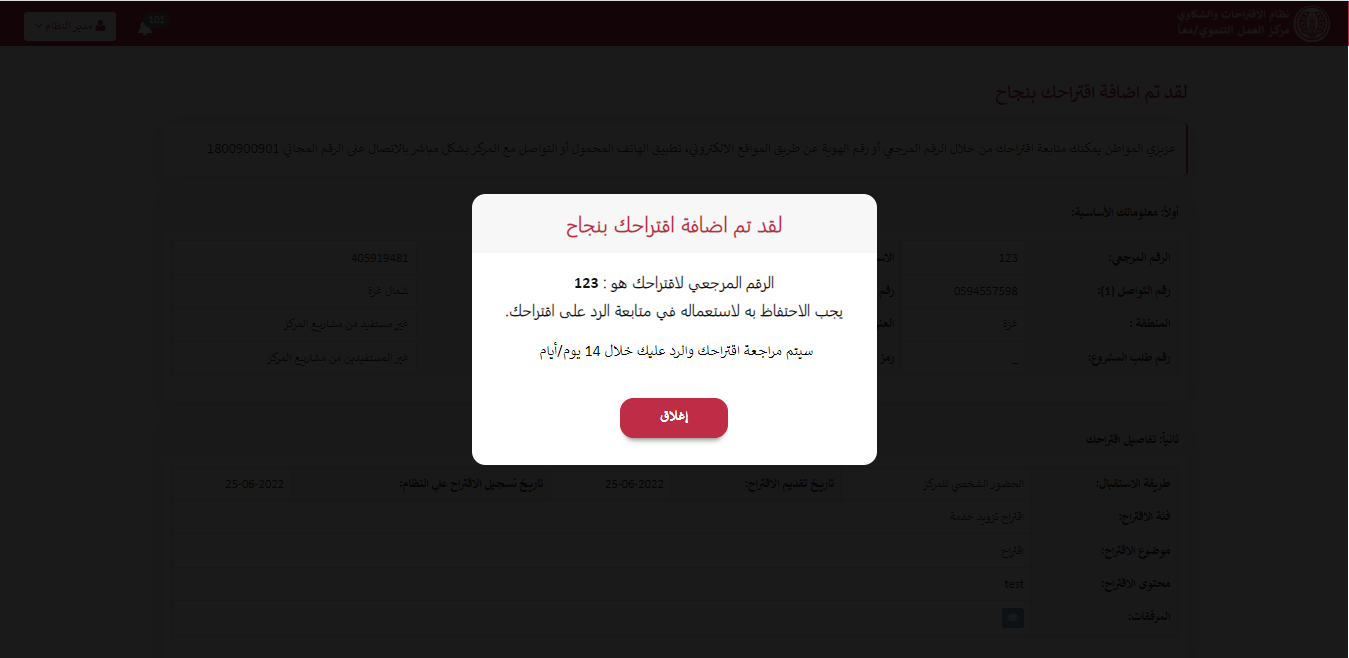 نظام الاقتراحات والشكاوى
مركز العمل التنموي/معا
101
مدير النظام
لقد تم اضافة اقتراحك بنجاح
عزيزي المواطن يمكنك متابعة اقتراحك من خلال الرقم المرجعي أو رقم الهوية عن طريق المواقع الالكتروني، تطبيق الهاتف المحمول أو التواصل مع المركز بشكل مباشر بالاتصال على الرقم المجاني 1800900901
أولاً: معلوماتك الأساسية:
الرقم المرجعي: 123 405919481
رقم التواصل (1): 0594557598 شمال غزة
المنطقة : غزة غير مستفيد من مشاريع المركز
رقم طلب المشروع: _ غير المستفيدين من مشاريع المركز
لقد تم اضافة اقتراحك بنجاح
الرقم المرجعي لاقتراحك هو : 123
يجب الاحتفاظ به لاستعماله في متابعة الرد على اقتراحك.
سيتم مراجعة اقتراحك والرد عليك خلال 14 يوم/أيام
إغلاق
ثانياً: تفاصيل اقتراحك
طريقة الاستقبال: الحضور الشخصي للمركز تاريخ تقديم الاقتراح: 25-06-2022 تاريخ تسجيل الاقتراح على النظام: 25-06-2022
فئة الاقتراح: اقتراح تزويد خدمة
موضوع الاقتراح: اقتراح
محتوى الاقتراح: test
المرفقات: